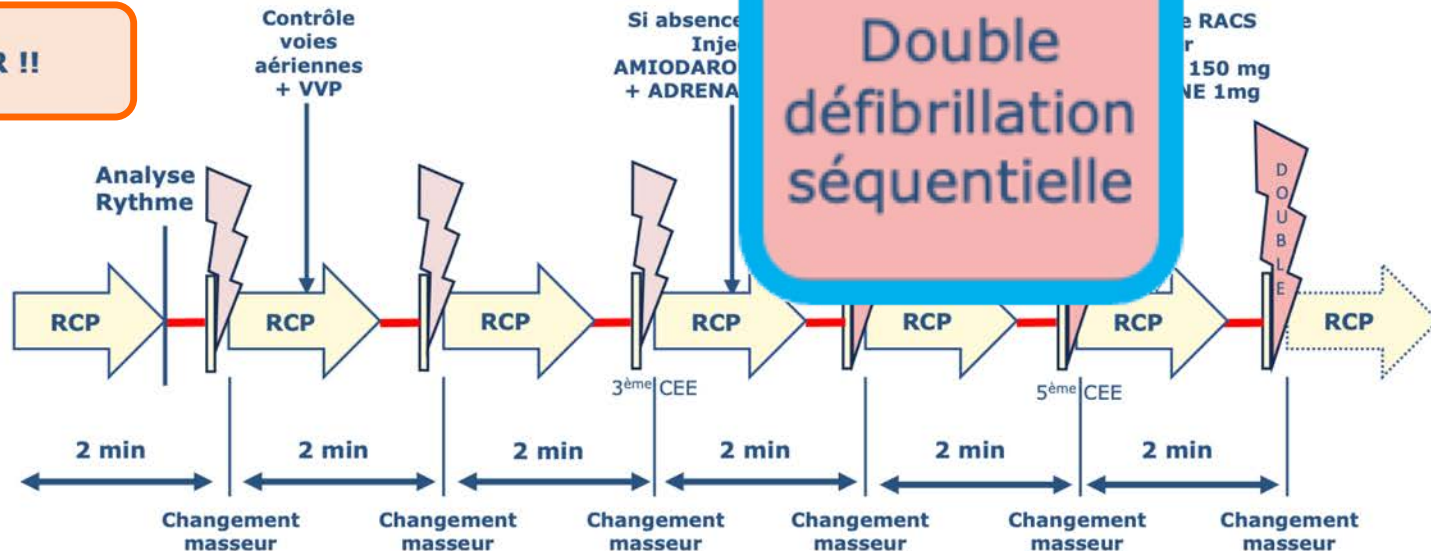 R !!
Contrôle
voies
aériennes
+ VVP
Si absence
Inje
AMIODARO
+ ADRENA
Double
défibrillation
séquentielle
e RACS
r
150 mg
NE 1mg
Analyse
Rythme
DOUBLE
RCP
RCP
RCP
RCP
RCP
RCP
RCP
3ème CEE
5ème CEE
2 min
2 min
2 min
2 min
2 min
2 min
Changement
masseur
Changement
masseur
Changement
masseur
Changement
masseur
Changement
masseur
Changement
masseur